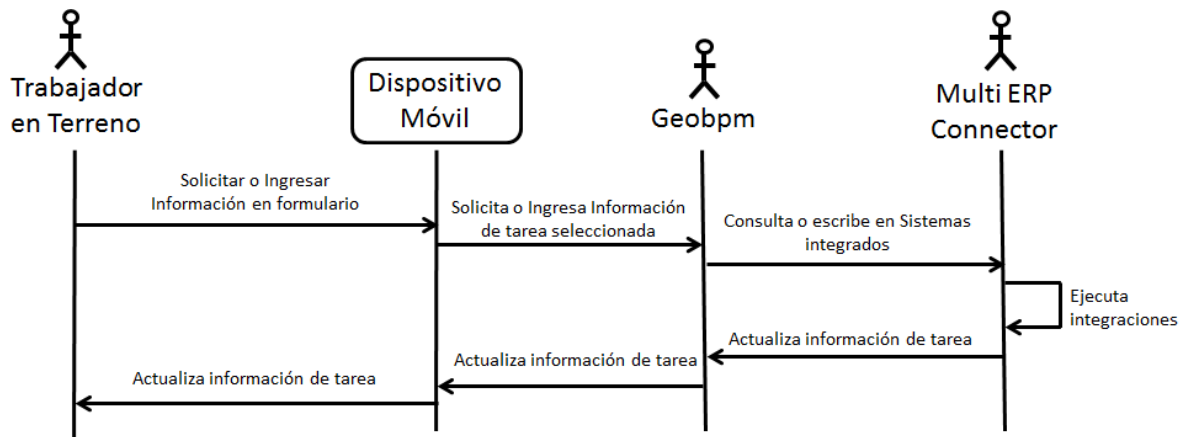 Trabajador
en Terreno
Dispositivo
Móvil
Geobpm
Multi ERP
Connector
Solicitar o Ingresar
Información en formulario
Solicita o Ingresa Información
de tarea seleccionada
Consulta o escribe en Sistemas
integrados
Ejecuta
integraciones
Actualiza información de tarea
Actualiza información de tarea
Actualiza información de tarea